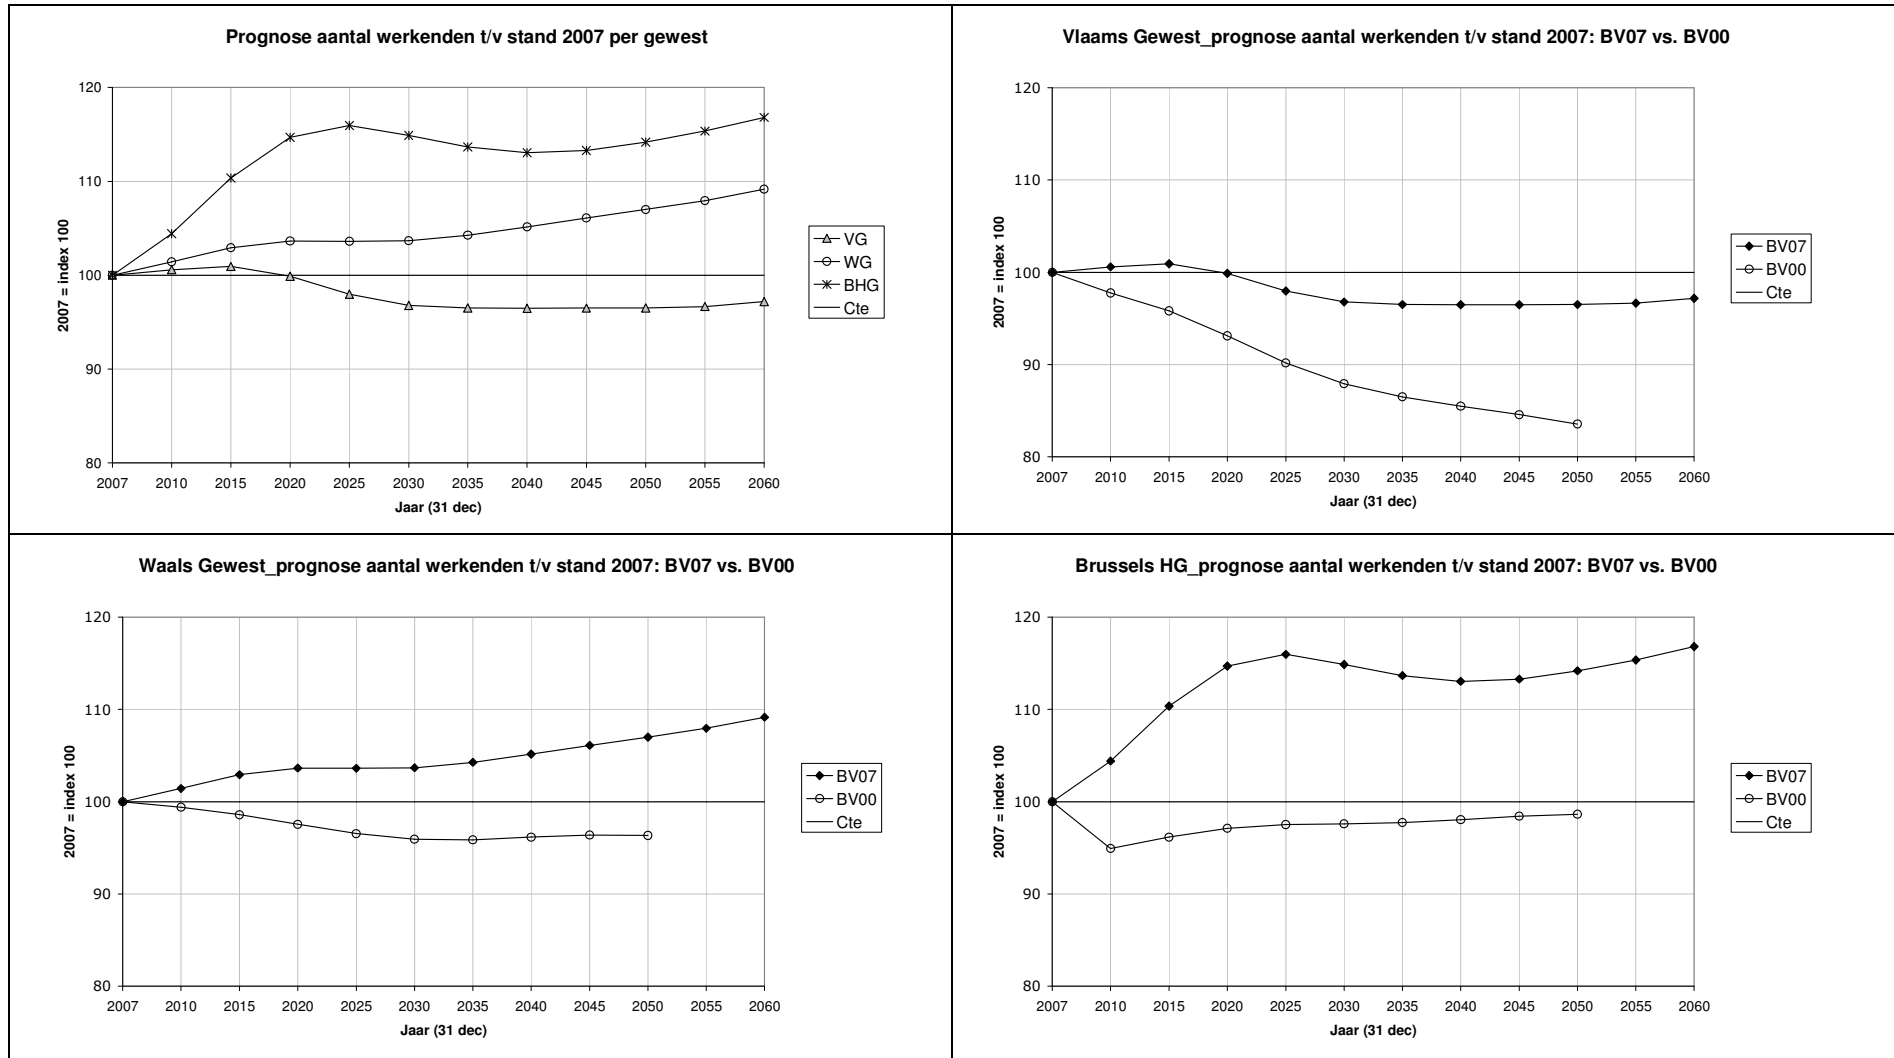 Prognose aantal werkenden t/v stand 2007 per gewest
120
110
100
90
80
2007 = index 100
2007 2010 2015 2020 2025 2030 2035 2040 2045 2050 2055 2060
Jaar (31 dec)
VG
WG
BHG
Cte
Vlaams Gewest_prognose aantal werkenden t/v stand 2007: BV07 vs. BV00
120
110
100
90
80
2007 = index 100
2007 2010 2015 2020 2025 2030 2035 2040 2045 2050 2055 2060
Jaar (31 dec)
BV07
BV00
Cte
Waals Gewest_prognose aantal werkenden t/v stand 2007: BV07 vs. BV00
120
110
100
90
80
2007 = index 100
2007 2010 2015 2020 2025 2030 2035 2040 2045 2050 2055 2060
Jaar (31 dec)
BV07
BV00
Cte
Brussels HG_prognose aantal werkenden t/v stand 2007: BV07 vs. BV00
120
110
100
90
80
2007 = index 100
2007 2010 2015 2020 2025 2030 2035 2040 2045 2050 2055 2060
Jaar (31 dec)
BV07
BV00
Cte